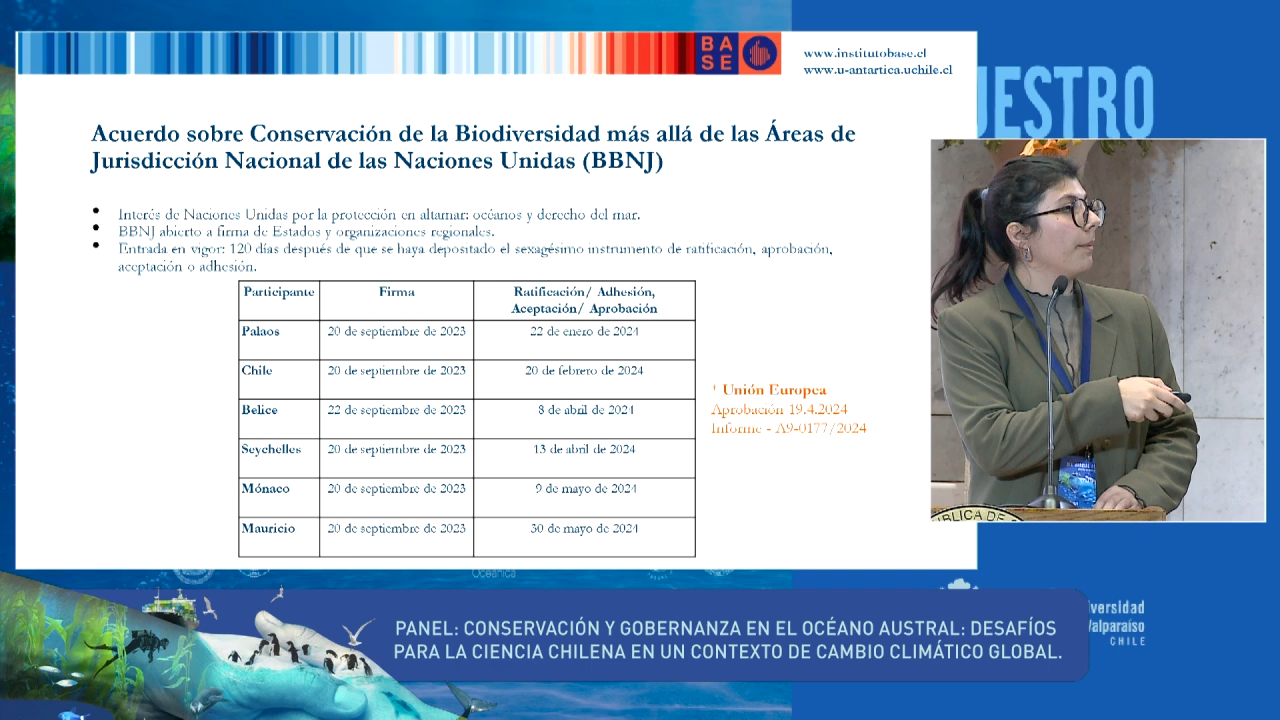 BA
SE
www.institutobase.cl
www.u-antartica.uchile.cl
UESTRO
Acuerdo sobre Conservación de la Biodiversidad más allá de las Áreas de
Jurisdicción Nacional de las Naciones Unidas (BBNJ)
• Interés de Naciones Unidas por la protección en altamar: océanos y derecho del mar.
• BBNJ abierto a firma de Estados y organizaciones regionales.
• Entrada en vigor: 120 días después de que se haya depositado el sexagésimo instrumento de ratificación, aprobación,
aceptación o adhesión.
Participante Firma Ratificación/ Adhesión,
Aceptación/ Aprobación
Palaos 20 de septiembre de 2023 22 de enero de 2024
Chile 20 de septiembre de 2023 20 de febrero de 2024
Belice 22 de septiembre de 2023 8 de abril de 2024
Seychelles 20 de septiembre de 2023 13 de abril de 2024
Mónaco 20 de septiembre de 2023 9 de mayo de 2024
Mauricio 20 de septiembre de 2023 30 de mayo de 2024
† Unión Europea
Aprobación 19.4.2024
Informe - A9-0177/2024
BLICA DE
Oceánica
versidad
Valparaíso
CHILE
PANEL: CONSERVACIÓN Y GOBERNANZA EN EL OCÉANO AUSTRAL: DESAFÍOS
PARA LA CIENCIA CHILENA EN UN CONTEXTO DE CAMBIO CLIMÁTICO GLOBAL.